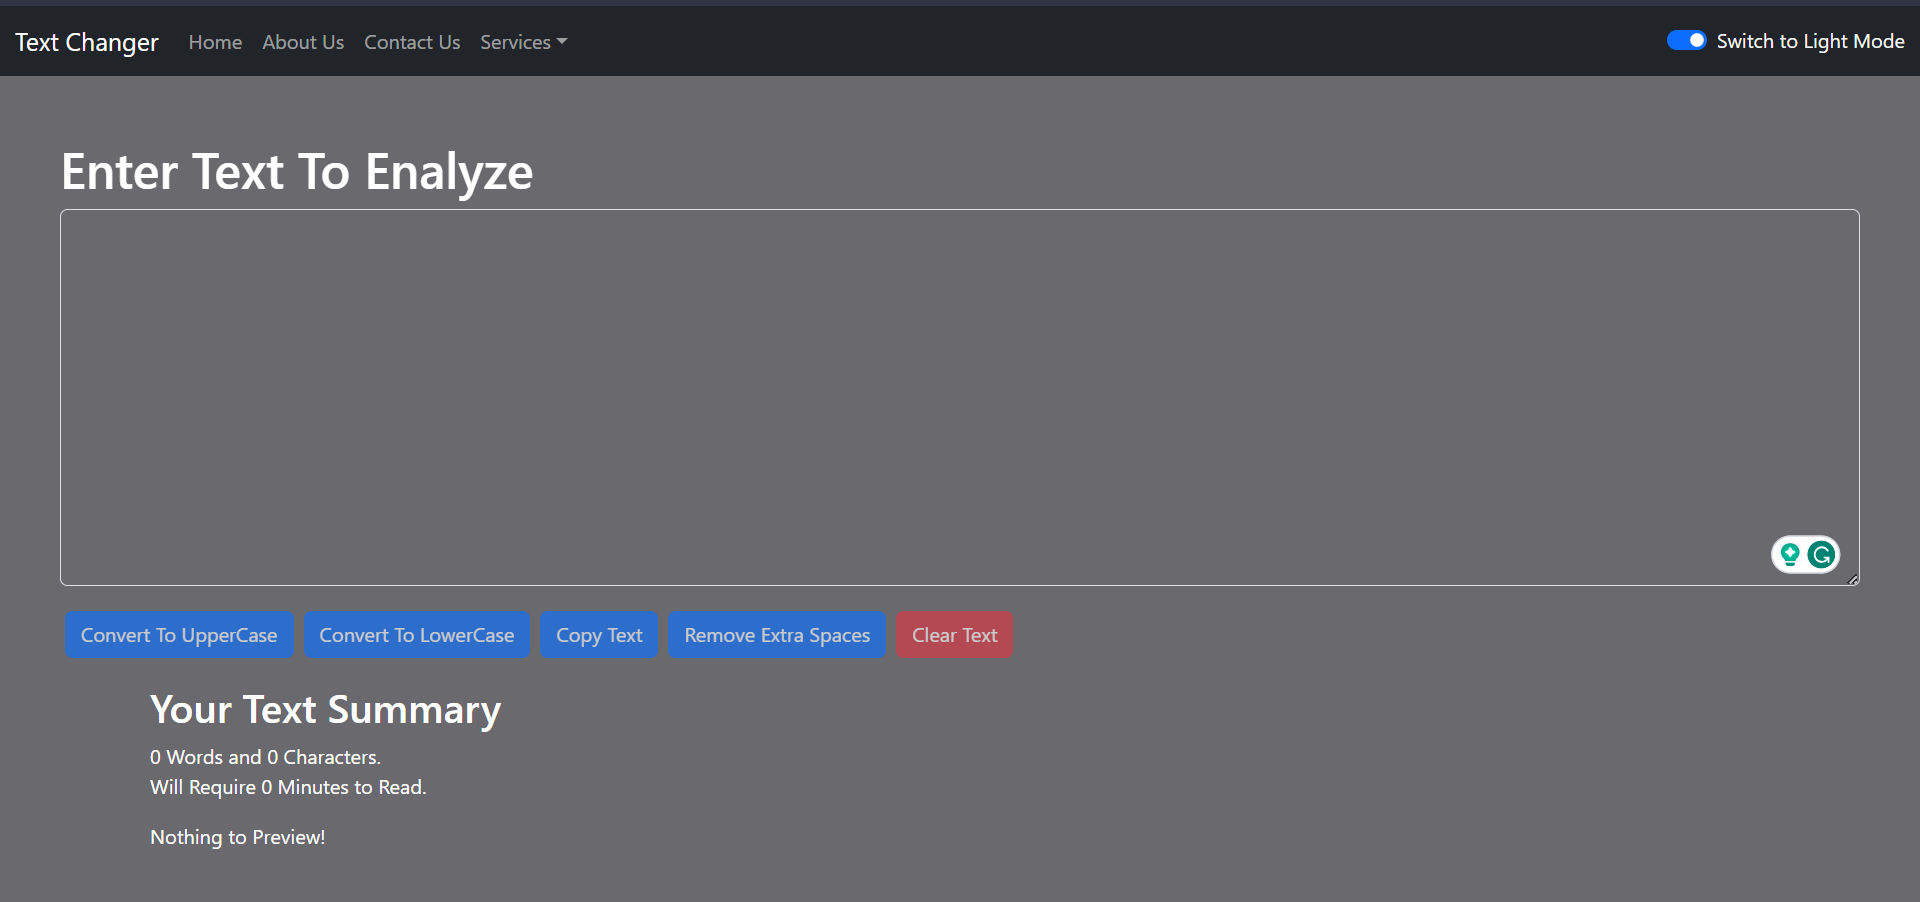 Text Changer Home About Us Contact Us Services Switch to Light Mode
Enter Text To Enalyze
Convert To UpperCase Convert To LowerCase Copy Text Remove Extra Spaces Clear Text
Your Text Summary
0 Words and 0 Characters.
Will Require 0 Minutes to Read.
Nothing to Preview!